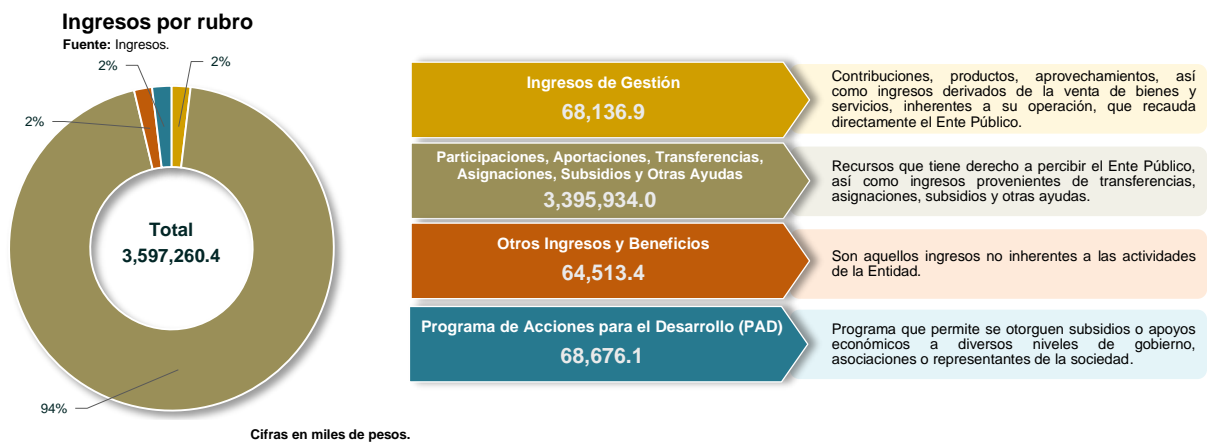 Ingresos por rubro
Fuente: Ingresos.
2%
2%
2%
94%
Total
3,597,260.4
Ingresos de Gestión
68,136.9
Contribuciones, productos, aprovechamientos, así
como ingresos derivados de la venta de bienes y
servicios, inherentes a su operación, que recauda
directamente el Ente Público.
Participaciones, Aportaciones, Transferencias,
Asignaciones, Subsidios y Otras Ayudas
3,395,934.0
Recursos que tiene derecho a percibir el Ente Público,
así como ingresos provenientes de transferencias,
asignaciones, subsidios y otras ayudas.
Otros Ingresos y Beneficios
64,513.4
Son aquellos ingresos no inherentes a las actividades
de la Entidad.
Programa de Acciones para el Desarrollo (PAD)
68,676.1
Programa que permite se otorguen subsidios o apoyos
económicos a diversos niveles de gobierno,
asociaciones o representantes de la sociedad.
Cifras en miles de pesos.